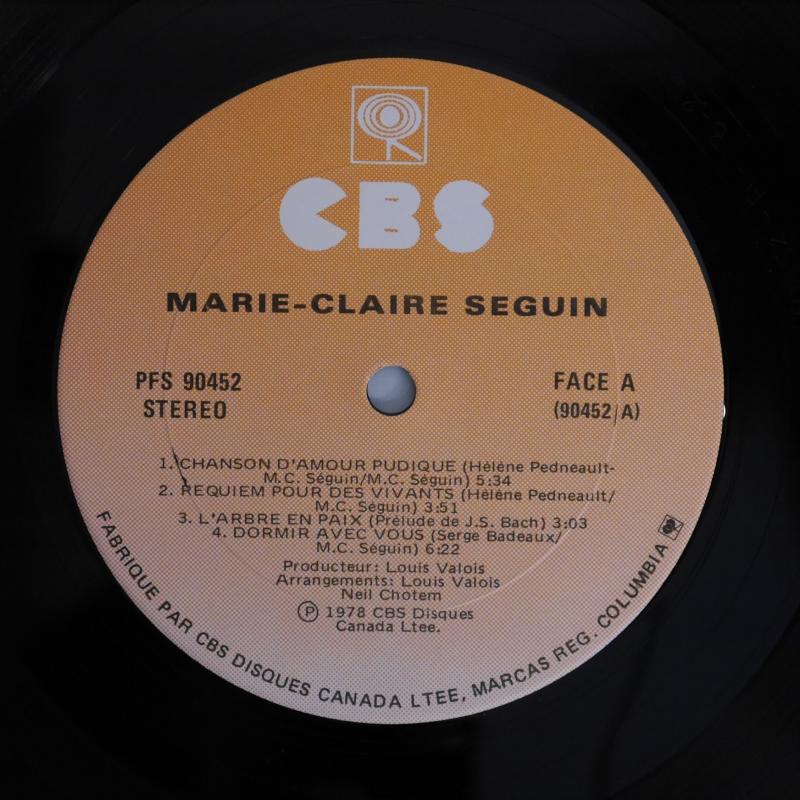 CBS
MARIE-CLAIRE SEGUIN
PFS 90452
STEREO
FACE A
(90452 A)
1. CHANSON D'AMOUR PUDIQUE (Hélène Pedneault-
M.C. Séguin/M.C. Séguin) 5:34
2. REQUIEM POUR DES VIVANTS (Hélène Pedneault/
M.C. Séguin) 3:51
3. L'ARBRE EN PAIX (Prélude de J.S. Bach) 3:03
4. DORMIR AVEC VOUS (Serge Badeaux/
M.C. Séguin) 6:22
Producteur: Louis Valois
Arrangements: Louis Valois
Neil Chotem
℗ 1978 CBS Disques
Canada Ltee.
FABRIQUE PAR CBS DISQUES CANADA LTEE, MARCAS REG. COLUMBIA